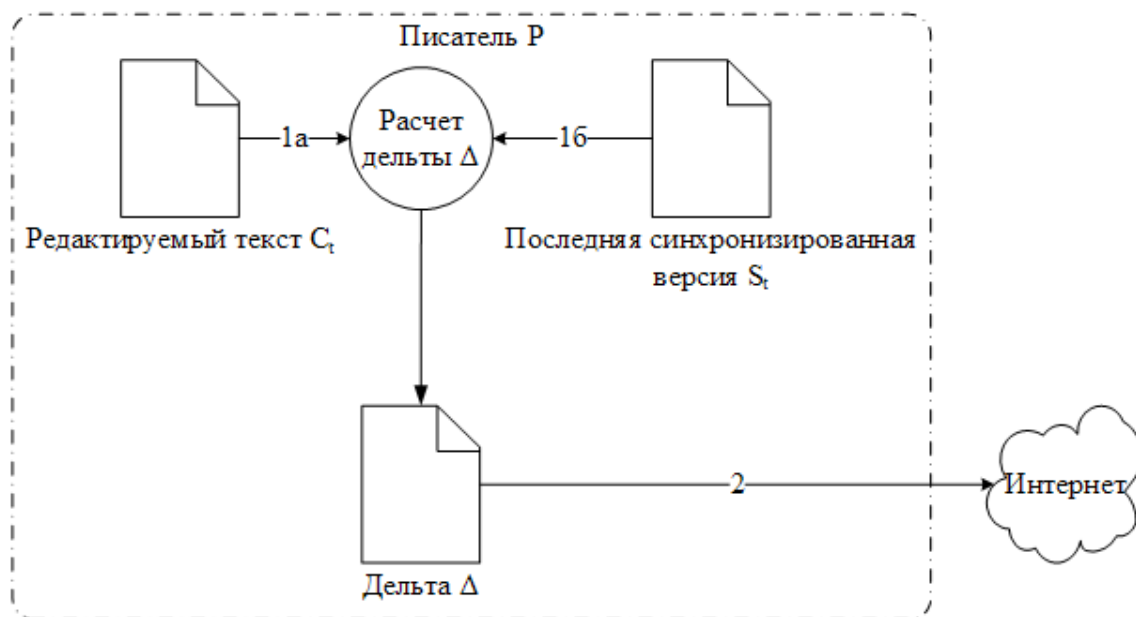 Писатель P
Расчет
дельты Δ
1а
1б
Редактируемый текст Ct
Последняя синхронизированная
версия St
2
Интернет
Дельта Δ